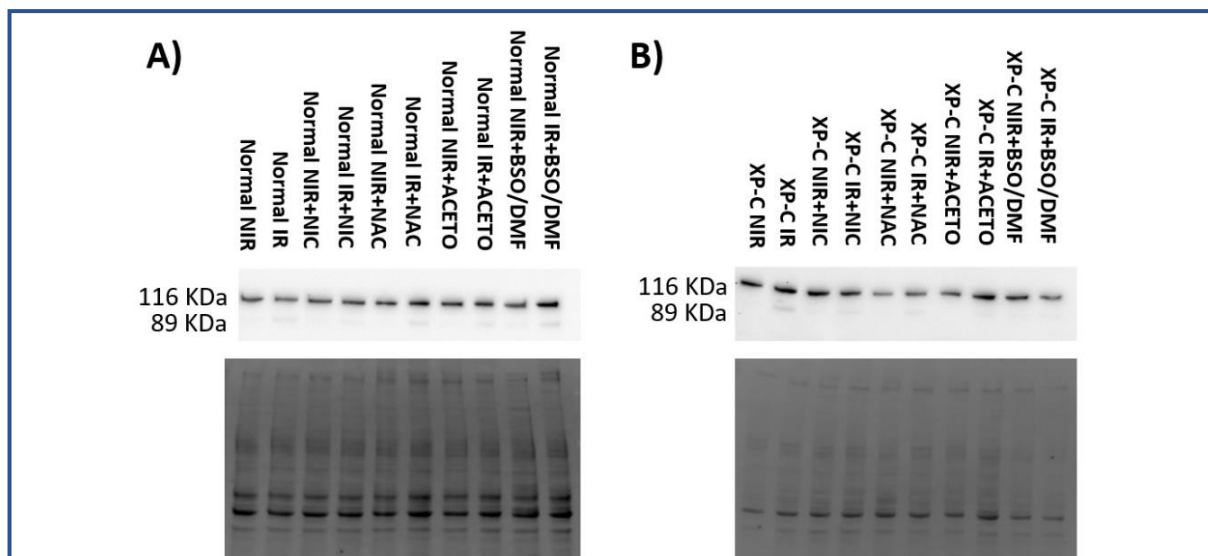 A)
Normal NIR
Normal IR
Normal NIR+NIC
Normal IR+NIC
Normal NIR+NAC
Normal IR+NAC
Normal NIR+ACETO
Normal IR+ACETO
Normal NIR+BSO/DMF
Normal IR+BSO/DMF
116 KDa
89 KDa
B)
XP-C NIR
XP-C IR
XP-C NIR+NIC
XP-C IR+NIC
XP-C NIR+NAC
XP-C IR+NAC
XP-C NIR+ACETO
XP-C IR+ACETO
XP-C NIR+BSO/DMF
XP-C IR+BSO/DMF
116 KDa
89 KDa